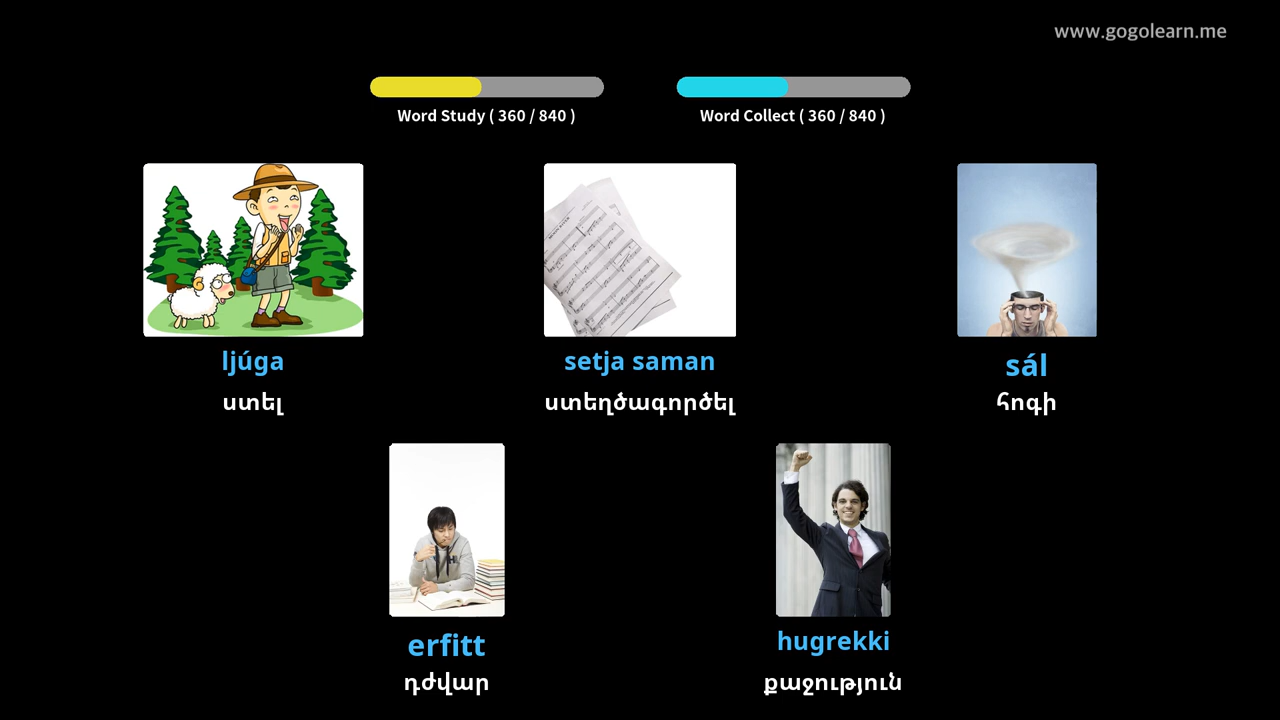 www.gogolearn.me
Word Study ( 360 / 840 )
Word Collect ( 360 / 840 )
ljúga
ստել
setja saman
ստեղծագործել
sál
հոգի
erfitt
դժվար
hugrekki
քաջություն